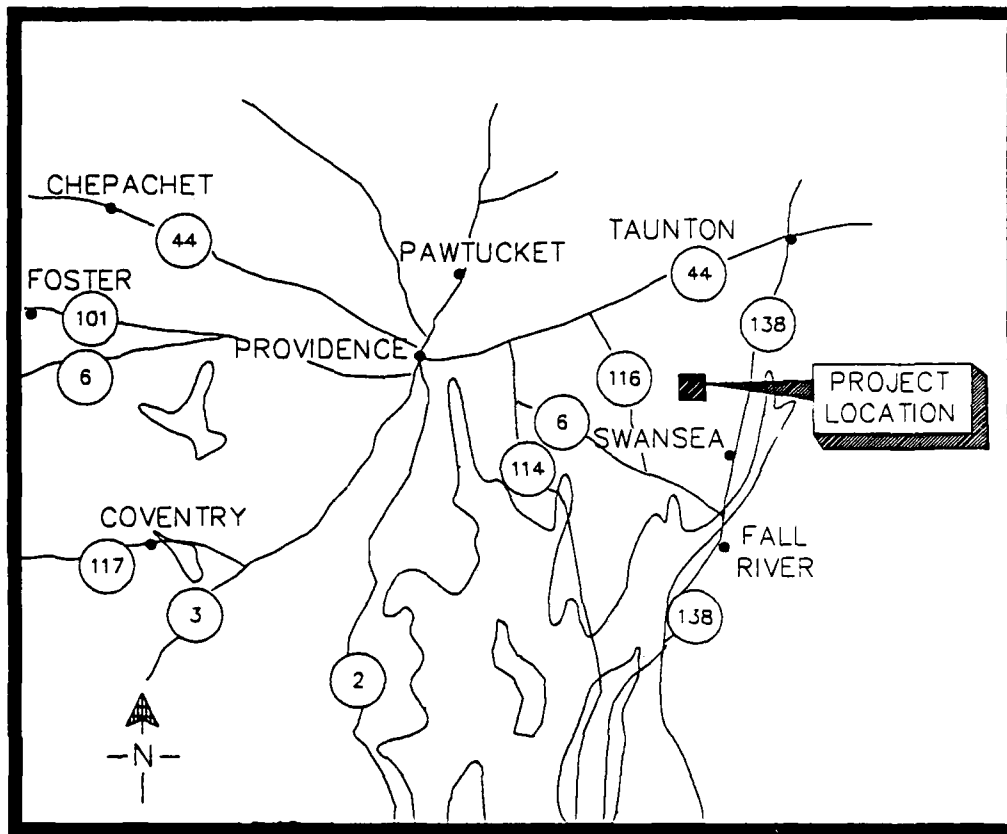 CHEPACHET
44
TAUNTON
PAWTUCKET
44
FOSTER
101
138
PROVIDENCE
6
116
PROJECT
LOCATION
6
SWANSEA
114
COVENTRY
117
FALL
RIVER
3
138
2
-N-